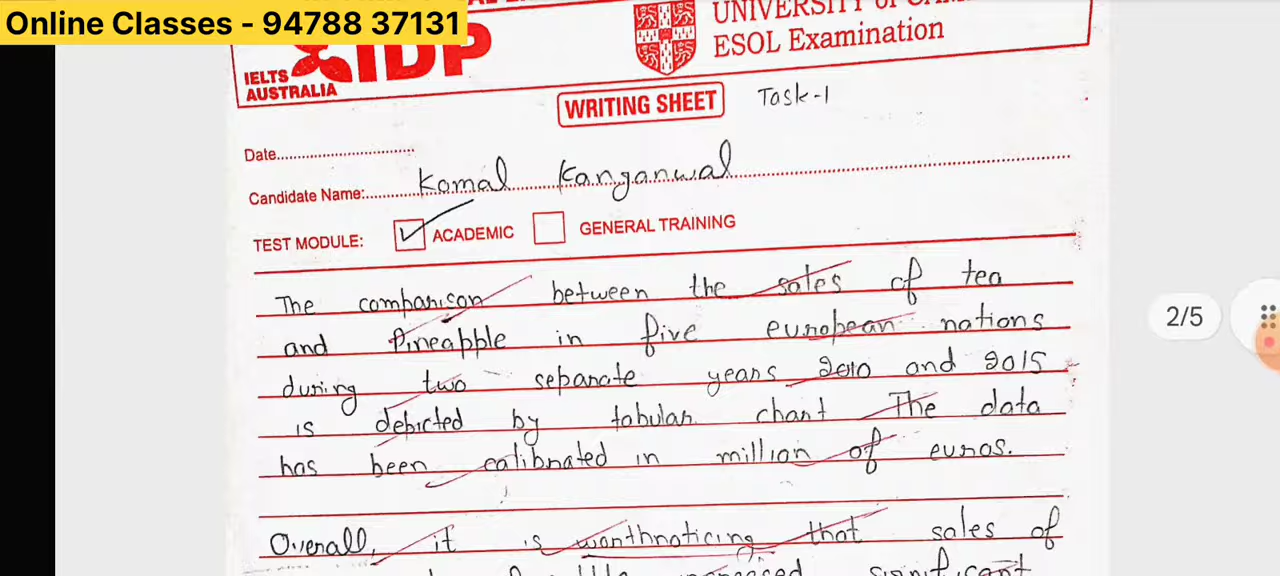 Online Classes - 94788 37131
IDP
UNIVERSITY of
IELTS
AUSTRALIA
ESOL Examination
WRITING SHEET
Task-1
Date
Candidate Name: Komal Kanganwal
TEST MODULE: ACADEMIC GENERAL TRAINING
The comparison between the sales of tea
and Pineapple in five european nations
during two separate years 2010 and 2015
is depicted by tabular chart The data
has been calibrated in million of euros.
2/5
Overall, it is worthnoticing that sales of
increased significant